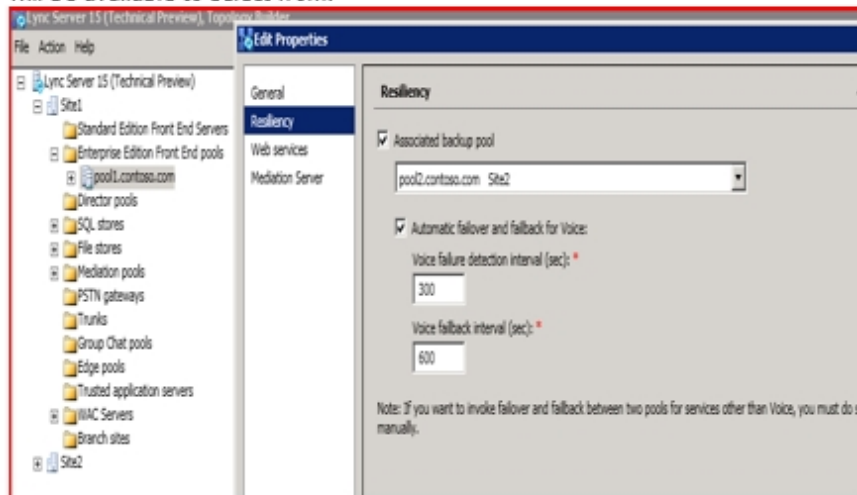 Lync Server 15 (Technical Preview), Topology Builder
File Action Help
Lync Server 15 (Technical Preview)
Site1
Standard Edition Front End Servers
Enterprise Edition Front End pools
pool1.contoso.com
Director pools
SQL stores
File stores
Mediation pools
PSTN gateways
Trunks
Group Chat pools
Edge pools
Trusted application servers
WAC Servers
Branch sites
Site2
Edit Properties
General
Resiliency
Web services
Mediation Server
Resiliency
Associated backup pool
pool2.contoso.com Site2
Automatic failover and failback for Voice:
Voice failure detection interval (sec): *
300
Voice failback interval (sec): *
600
Note: If you want to invoke failover and failback between two pools for services other than Voice, you must do s
manually.